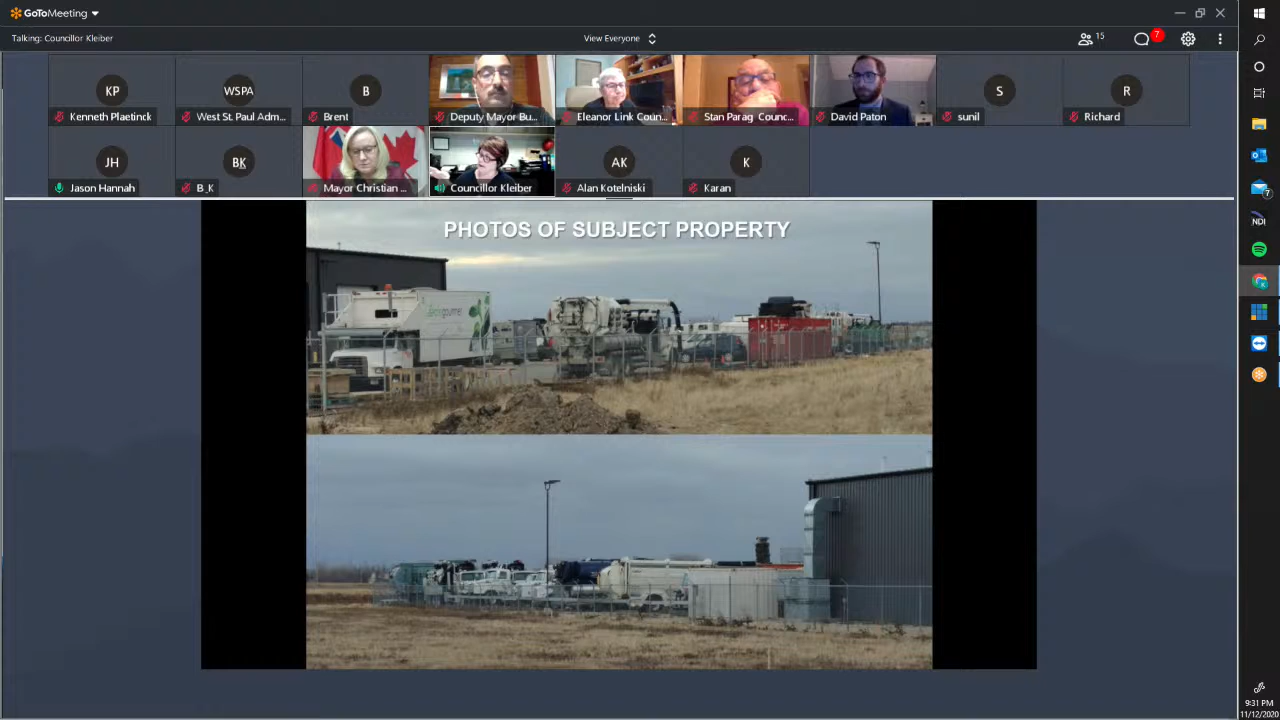 GoToMeeting
Talking: Councillor Kleiber
View Everyone
15
7
KP
WSPA
B
S
R
Kenneth Plaetinck
West St. Paul Adm...
Brent
Deputy Mayor Bu...
Eleanor Link Coun...
Stan Parag Counc...
David Paton
sunil
Richard
JH
BK
AK
K
Jason Hannah
B_K
Mayor Christian ...
Councillor Kleiber
Alan Kotelniski
Karan
PHOTOS OF SUBJECT PROPERTY
7
NDI
9:31 PM
11/12/2020